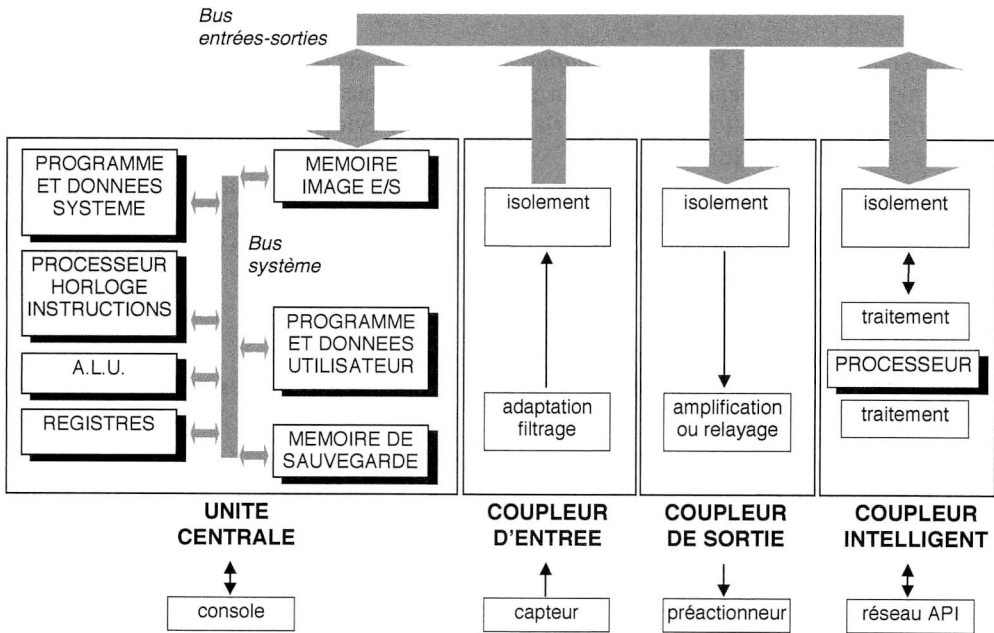 Bus
entrées-sorties
PROGRAMME
ET DONNEES
SYSTEME
PROCESSEUR
HORLOGE
INSTRUCTIONS
A.L.U.
REGISTRES
Bus
système
MEMOIRE
IMAGE E/S
PROGRAMME
ET DONNEES
UTILISATEUR
MEMOIRE DE
SAUVEGARDE
UNITE
CENTRALE
console
isolement
adaptation
filtrage
COUPLEUR
D'ENTREE
capteur
isolement
amplification
ou relayage
COUPLEUR
DE SORTIE
préactionneur
isolement
traitement
PROCESSEUR
traitement
COUPLEUR
INTELLIGENT
réseau API